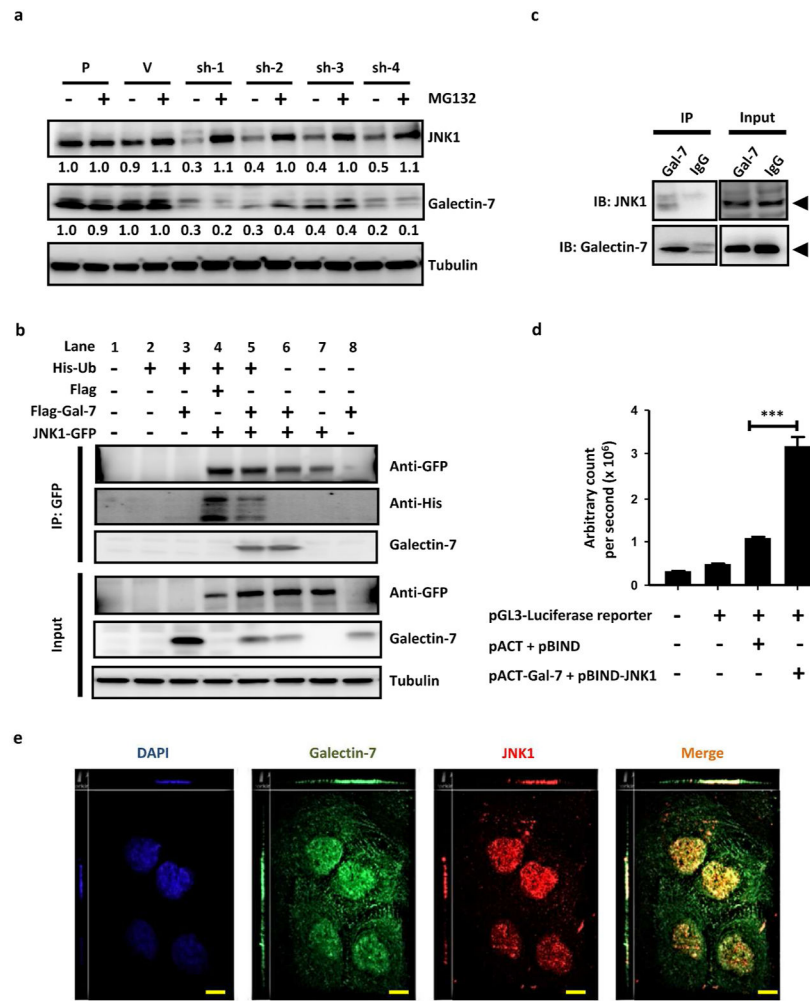 a
P V sh-1 sh-2 sh-3 sh-4
- + - + - + - + - + - + MG132
JNK1
1.0 1.0 0.9 1.1 0.3 1.1 0.4 1.0 0.4 1.0 0.5 1.1
Galectin-7
1.0 0.9 1.0 1.0 0.3 0.2 0.3 0.4 0.4 0.4 0.2 0.1
Tubulin
c
IP Input
Gal-7 IgG Gal-7 IgG
IB: JNK1
IB: Galectin-7
b
Lane 1 2 3 4 5 6 7 8
His-Ub - + + + + - - -
Flag - - - + - - - -
Flag-Gal-7 - - + - + + - +
JNK1-GFP - - - + + + + -
IP: GFP
Anti-GFP
Anti-His
Galectin-7
Input
Anti-GFP
Galectin-7
Tubulin
d
Arbitrary count
per second (x 10⁶)
4
3
2
1
0
***
pGL3-Luciferase reporter - + + +
pACT + pBIND - - + -
pACT-Gal-7 + pBIND-JNK1 - - - +
e
DAPI Galectin-7 JNK1 Merge